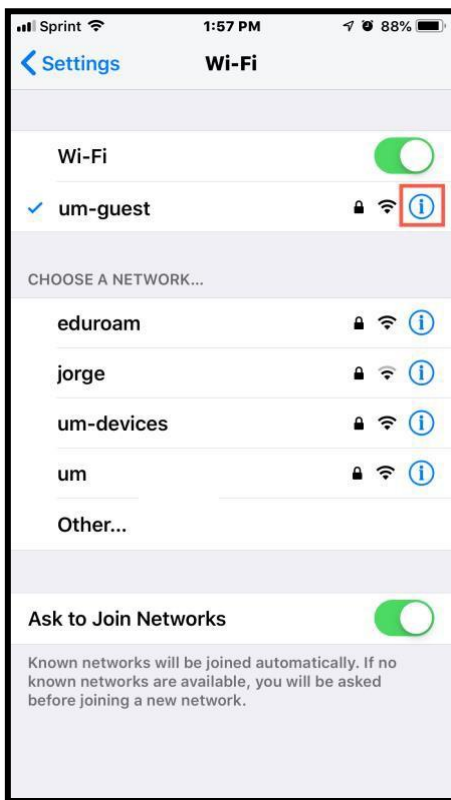 Sprint 1:57 PM 88%
Settings Wi-Fi
Wi-Fi
um-guest
CHOOSE A NETWORK...
eduroam
jorge
um-devices
um
Other...
Ask to Join Networks
Known networks will be joined automatically. If no
known networks are available, you will be asked
before joining a new network.